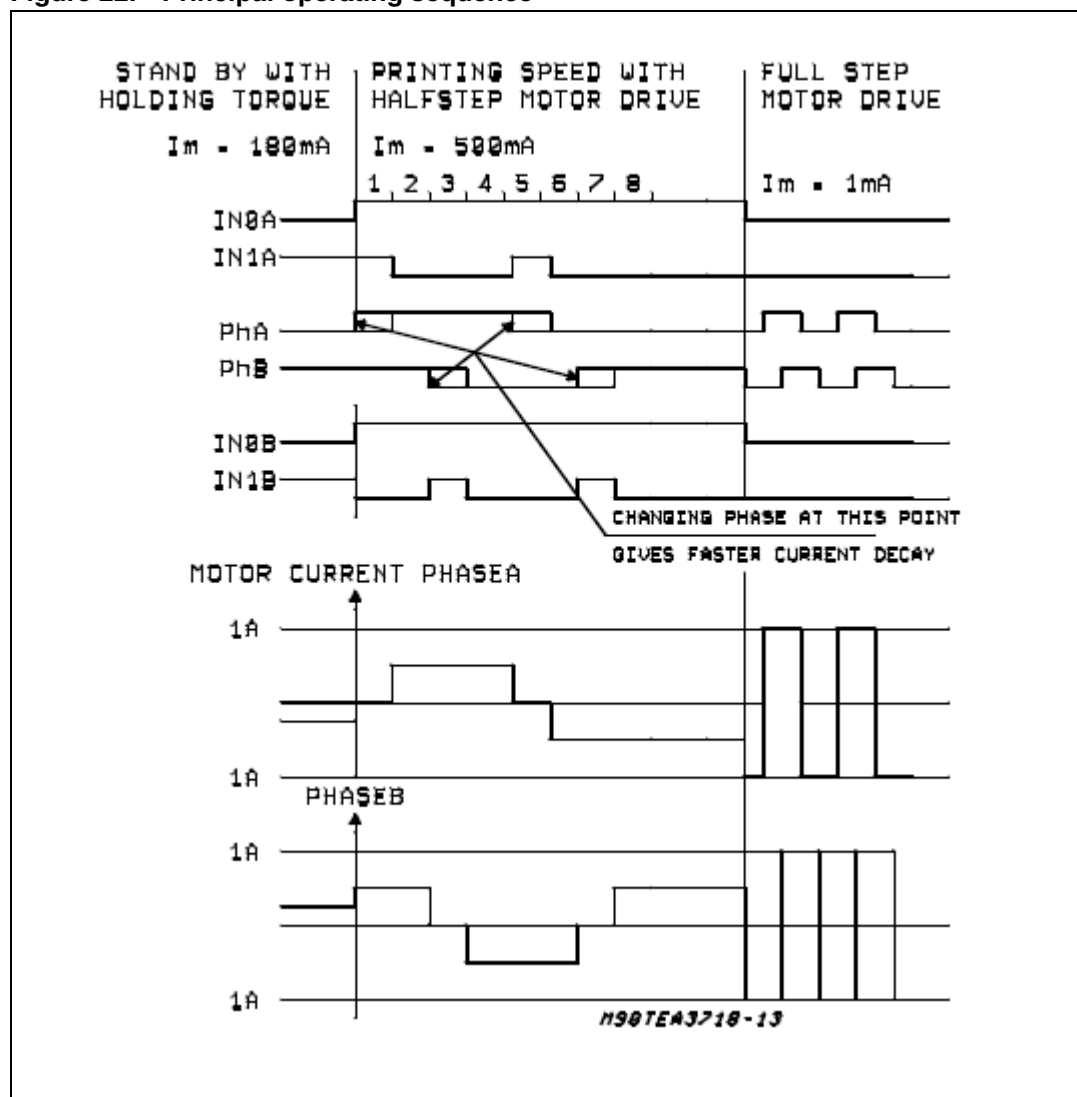 Figure 22. Principal operating sequence
STAND BY WITH
HOLDING TORQUE
Im = 180mA
PRINTING SPEED WITH
HALFSTEP MOTOR DRIVE
Im = 500mA
1 2 3 4 5 6 7 8
FULL STEP
MOTOR DRIVE
Im = 1mA
IN0A
IN1A
PhA
PhB
IN0B
IN1B
CHANGING PHASE AT THIS POINT
GIVES FASTER CURRENT DECAY
MOTOR CURRENT PHASEA
1A
1A
PHASEB
1A
1A
M90TEA3718-13